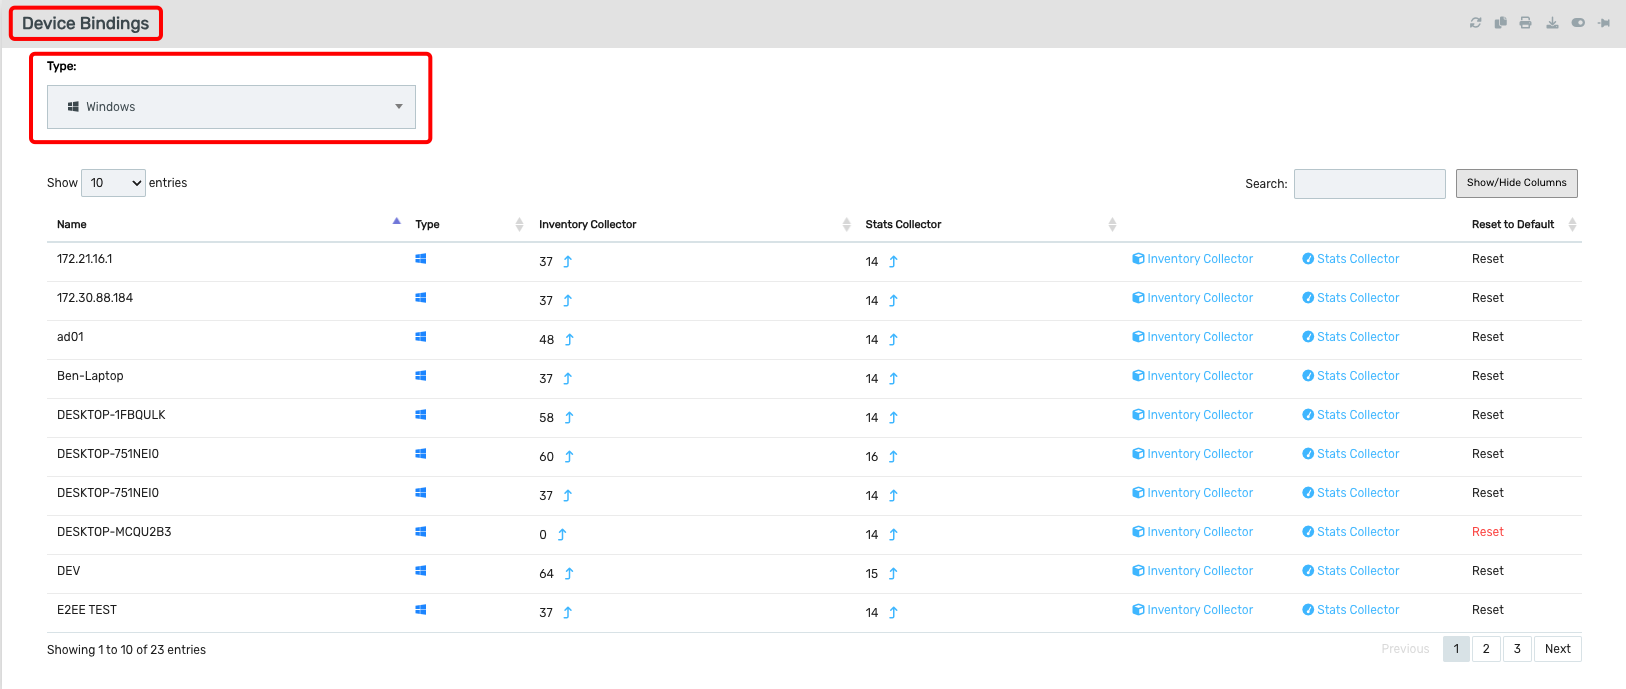 Device Bindings
Type:
Windows
Show 10 entries Search: Show/Hide Columns
Name Type Inventory Collector Stats Collector Reset to Default
172.21.16.1 37 14 Inventory Collector Stats Collector Reset
172.30.88.184 37 14 Inventory Collector Stats Collector Reset
ad01 48 14 Inventory Collector Stats Collector Reset
Ben-Laptop 37 14 Inventory Collector Stats Collector Reset
DESKTOP-1FBQULK 58 14 Inventory Collector Stats Collector Reset
DESKTOP-751NEI0 60 16 Inventory Collector Stats Collector Reset
DESKTOP-751NEI0 37 14 Inventory Collector Stats Collector Reset
DESKTOP-MCQU2B3 0 14 Inventory Collector Stats Collector Reset
DEV 64 15 Inventory Collector Stats Collector Reset
E2EE TEST 37 14 Inventory Collector Stats Collector Reset
Showing 1 to 10 of 23 entries Previous 1 2 3 Next